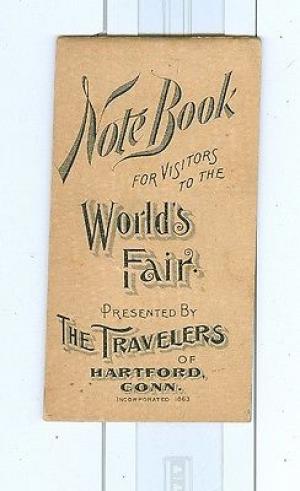 Note Book
FOR VISITORS
TO THE
World's
Fair.
PRESENTED BY
THE TRAVELERS
OF
HARTFORD,
CONN.
INCORPORATED 1863